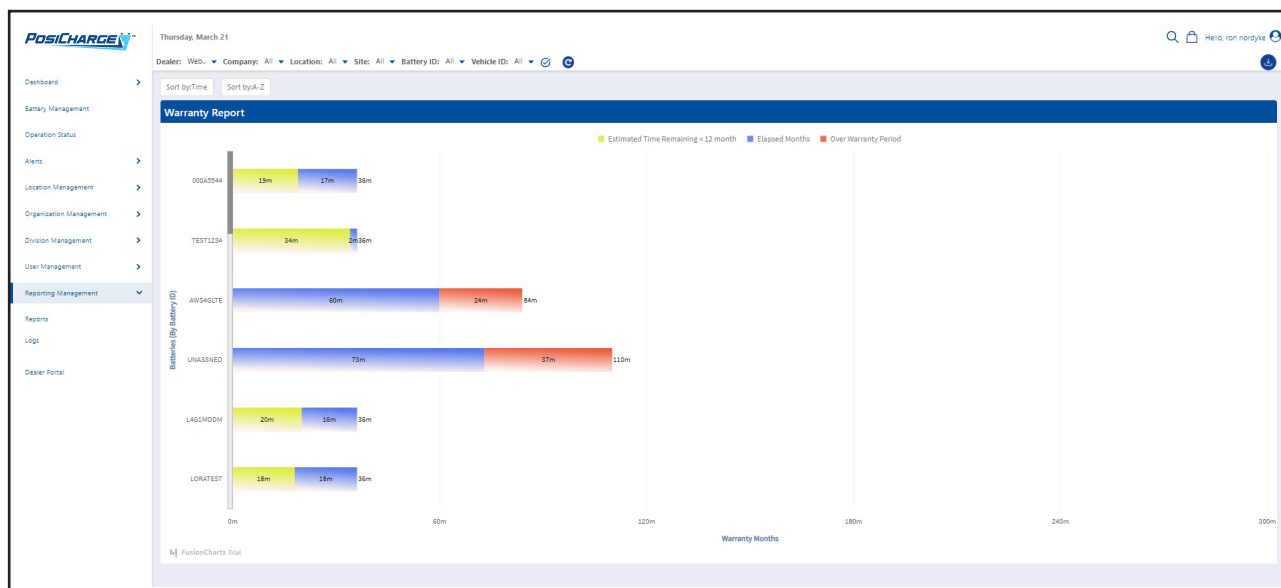 POSICHARGE
Thursday, March 21
Hello, ron nordyke
Dealer: Web. Company: All Location: All Site: All Battery ID: All Vehicle ID: All
Dashboard
Battery Management
Operation Status
Alerts
Location Management
Organization Management
Division Management
User Management
Reporting Management
Reports
Logs
Dealer Portal
Sort by:Time Sort by:A-Z
Warranty Report
Estimated Time Remaining < 12 month Elapsed Months Over Warranty Period
Batteries (By Battery ID)
000A5544 19m 17m 36m
TEST1234 34m 2m 36m
AWS4GLTE 60m 24m 84m
UNASSNED 73m 37m 110m
L4G1MODM 20m 16m 36m
LORATEST 18m 18m 36m
0m 60m 120m 180m 240m 300m
Warranty Months
FusionCharts Trial